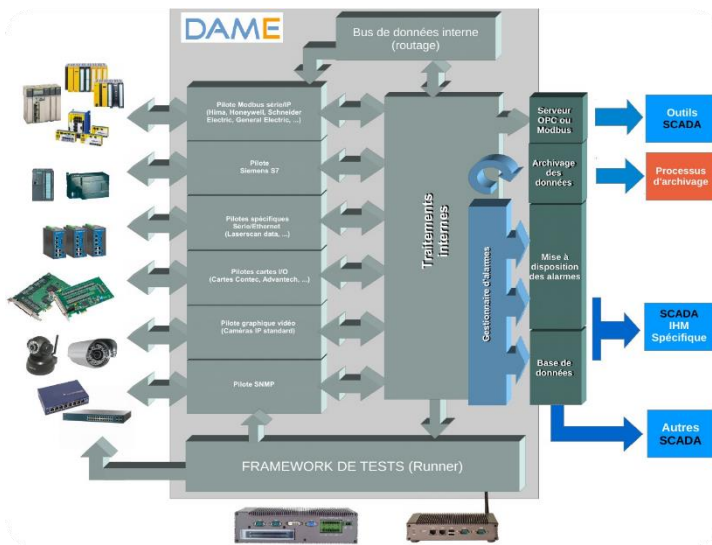 DAME
Bus de données interne
(routage)
Pilote Modbus série/IP
(Hima, Honeywell, Schneider
Electric, General Electric, ...)
Pilote
Siemens S7
Pilotes spécifiques
Série/Ethernet
(Laserscan data, ...)
Pilotes cartes I/O
(Cartes Contec, Advantech, ...)
Pilote graphique vidéo
(Caméras IP standard)
Pilote SNMP
Traitements
internes
Gestionnaire d'alarmes
Serveur
OPC ou
Modbus
Archivage
des
données
Mise à
disposition
des alarmes
Base de
données
Outils
SCADA
Processus
d'archivage
SCADA
IHM
Spécifique
Autres
SCADA
FRAMEWORK DE TESTS (Runner)